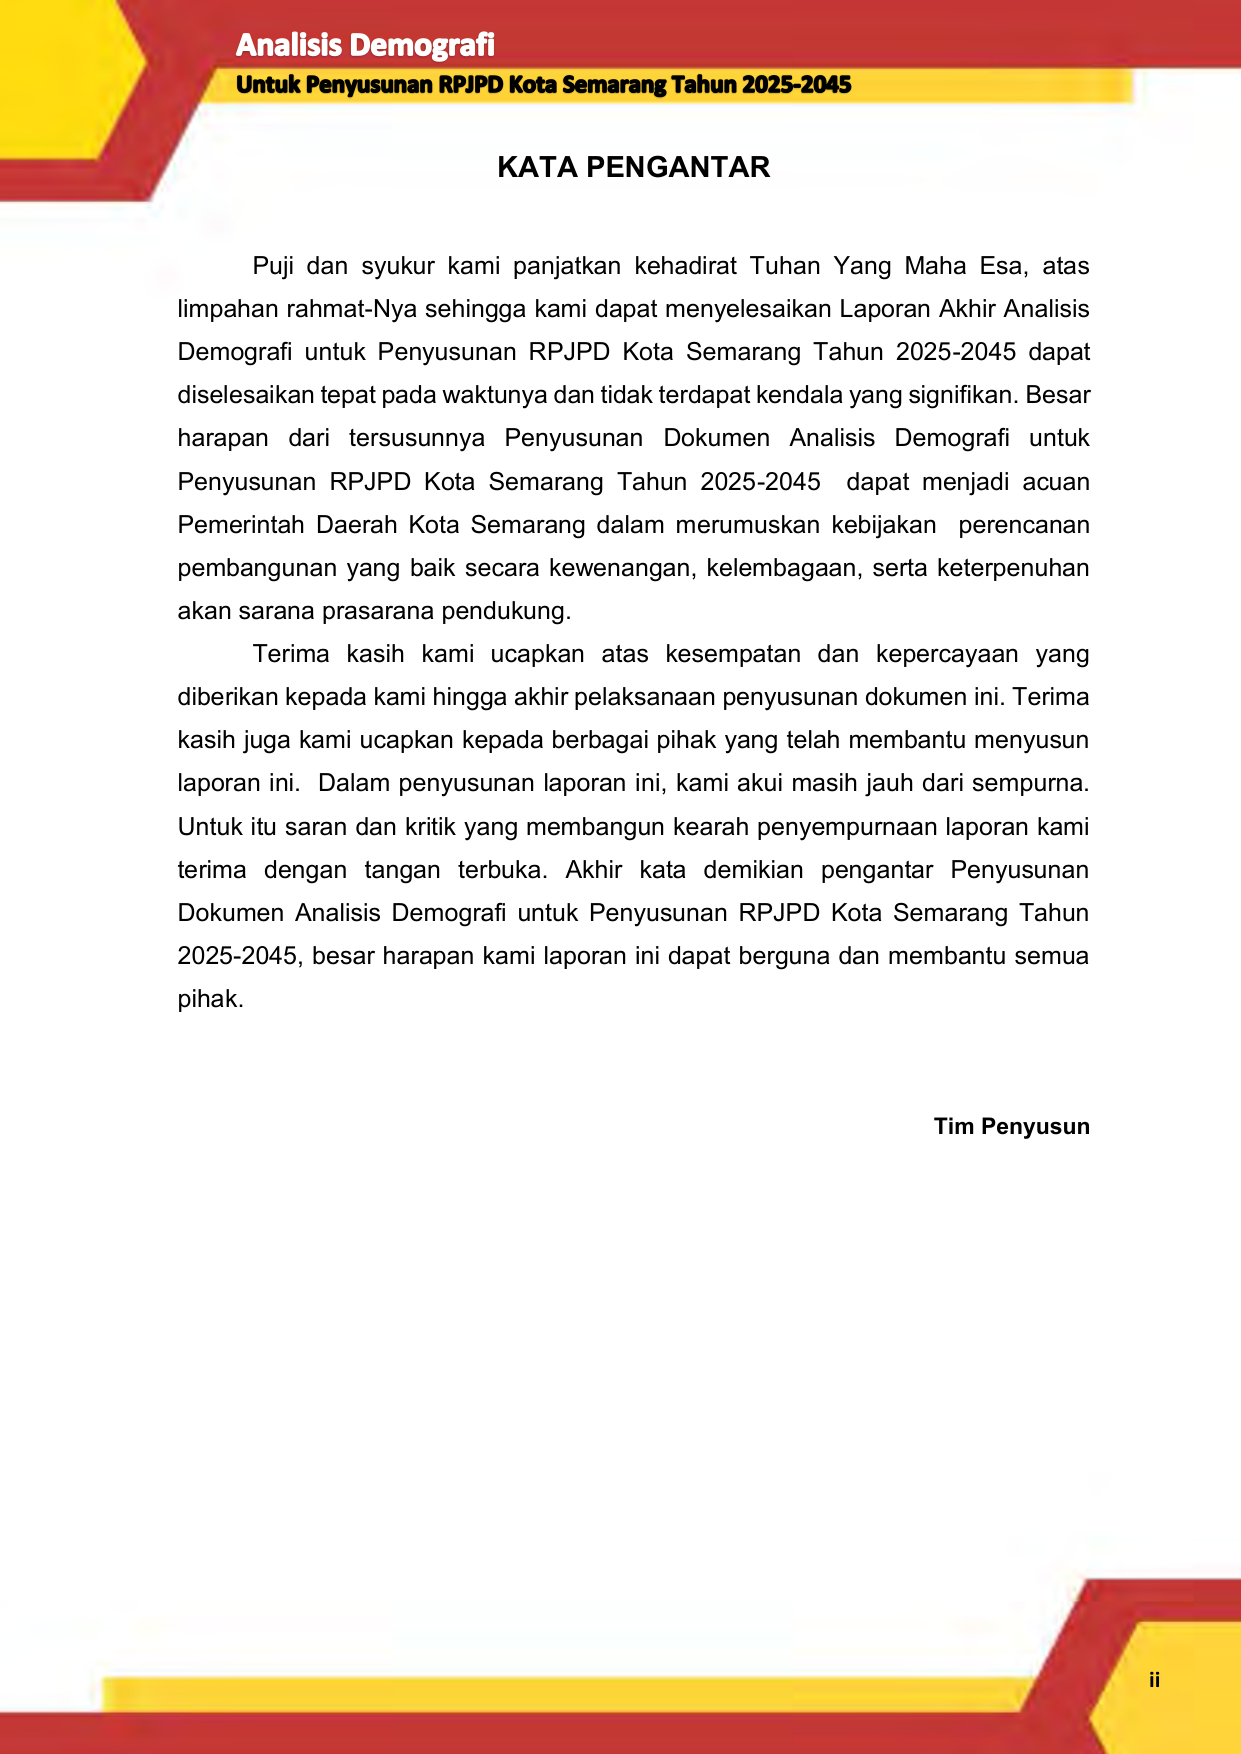 Analisis Demografi
Untuk Penyusunan RPJPD Kota Semarang Tahun 2025-2045
KATA PENGANTAR
Puji dan syukur kami panjatkan kehadirat Tuhan Yang Maha Esa, atas
limpahan rahmat-Nya sehingga kami dapat menyelesaikan Laporan Akhir Analisis
Demografi untuk Penyusunan RPJPD Kota Semarang Tahun 2025-2045 dapat
diselesaikan tepat pada waktunya dan tidak terdapat kendala yang signifikan. Besar
harapan dari tersusunnya Penyusunan Dokumen Analisis Demografi untuk
Penyusunan RPJPD Kota Semarang Tahun 2025-2045 dapat menjadi acuan
Pemerintah Daerah Kota Semarang dalam merumuskan kebijakan perencanan
pembangunan yang baik secara kewenangan, kelembagaan, serta keterpenuhan
akan sarana prasarana pendukung.
Terima kasih kami ucapkan atas kesempatan dan kepercayaan yang
diberikan kepada kami hingga akhir pelaksanaan penyusunan dokumen ini. Terima
kasih juga kami ucapkan kepada berbagai pihak yang telah membantu menyusun
laporan ini. Dalam penyusunan laporan ini, kami akui masih jauh dari sempurna.
Untuk itu saran dan kritik yang membangun kearah penyempurnaan laporan kami
terima dengan tangan terbuka. Akhir kata demikian pengantar Penyusunan
Dokumen Analisis Demografi untuk Penyusunan RPJPD Kota Semarang Tahun
2025-2045, besar harapan kami laporan ini dapat berguna dan membantu semua
pihak.
Tim Penyusun
ii